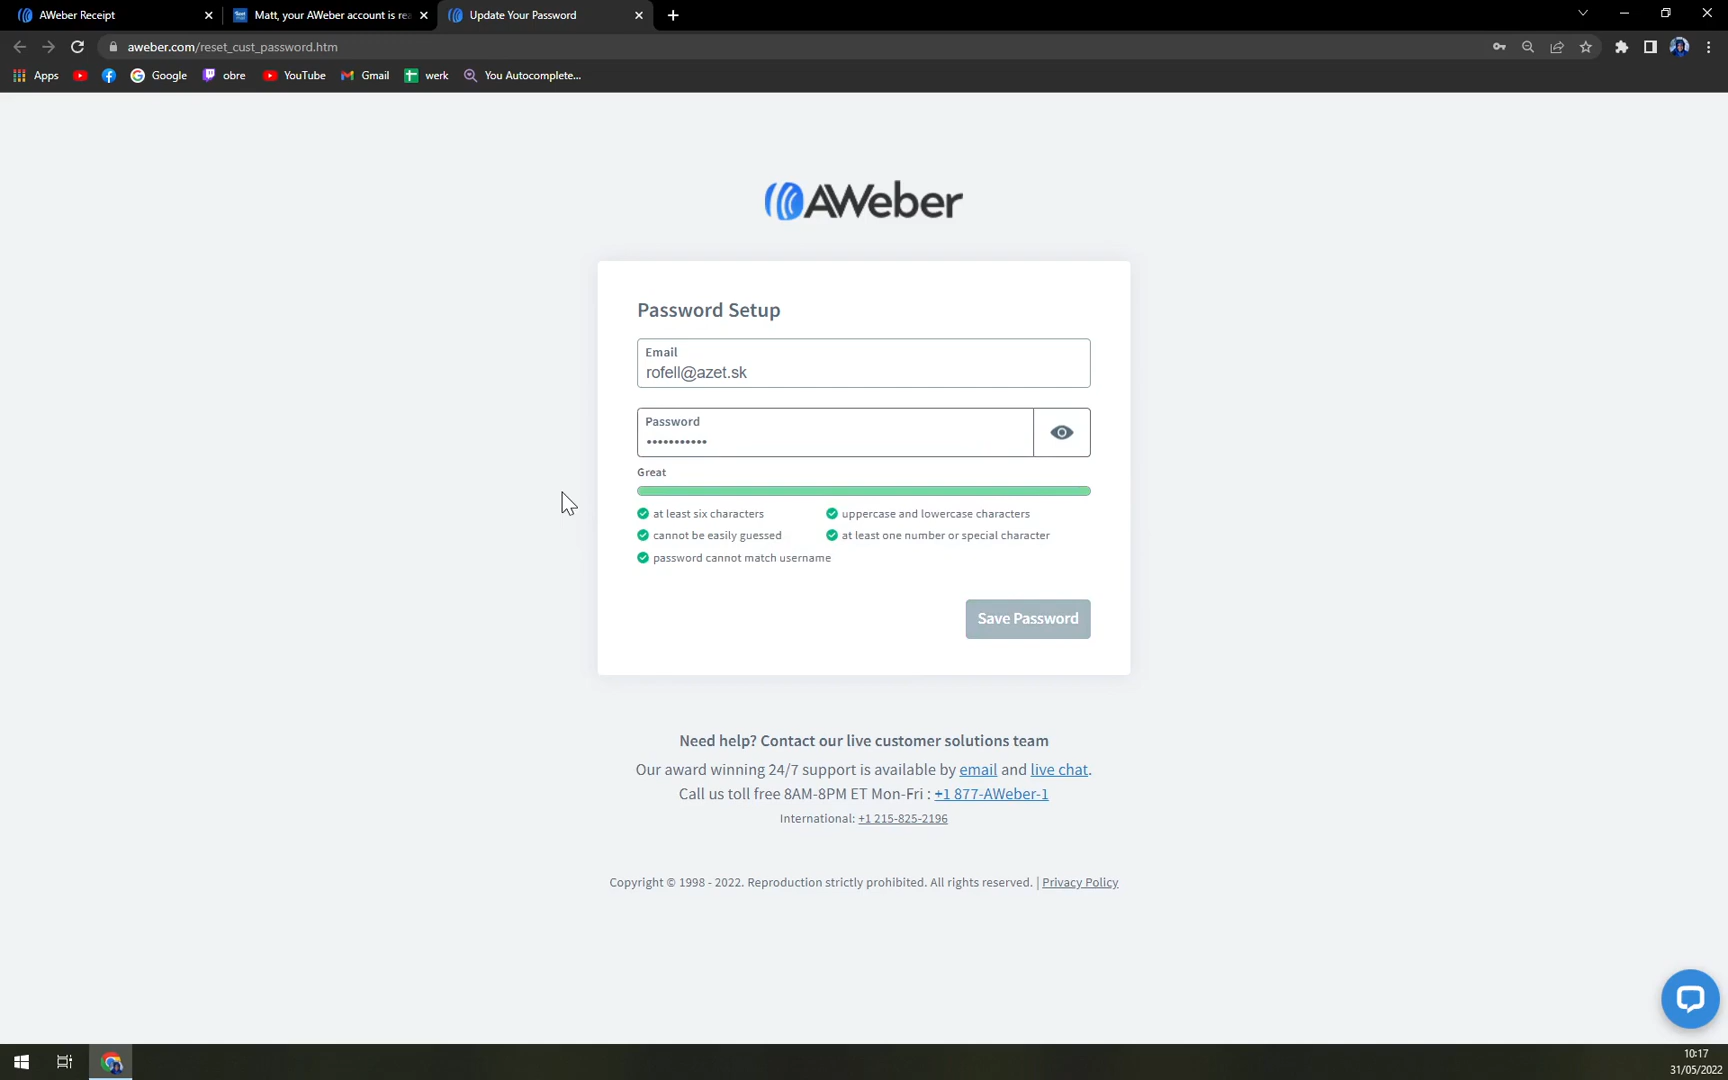 AWeber Receipt
Matt, your AWeber account is rea
Update Your Password
aweber.com/reset_cust_password.htm
Apps
Google
obre
YouTube
Gmail
werk
You Autocomplete...
AWeber
Password Setup
Email
rofell@azet.sk
Password
•••••••••••
Great
at least six characters
uppercase and lowercase characters
cannot be easily guessed
at least one number or special character
password cannot match username
Save Password
Need help? Contact our live customer solutions team
Our award winning 24/7 support is available by email and live chat.
Call us toll free 8AM-8PM ET Mon-Fri : +1 877-AWeber-1
International: +1 215-825-2196
Copyright © 1998 - 2022. Reproduction strictly prohibited. All rights reserved. | Privacy Policy
10:17
31/05/2022